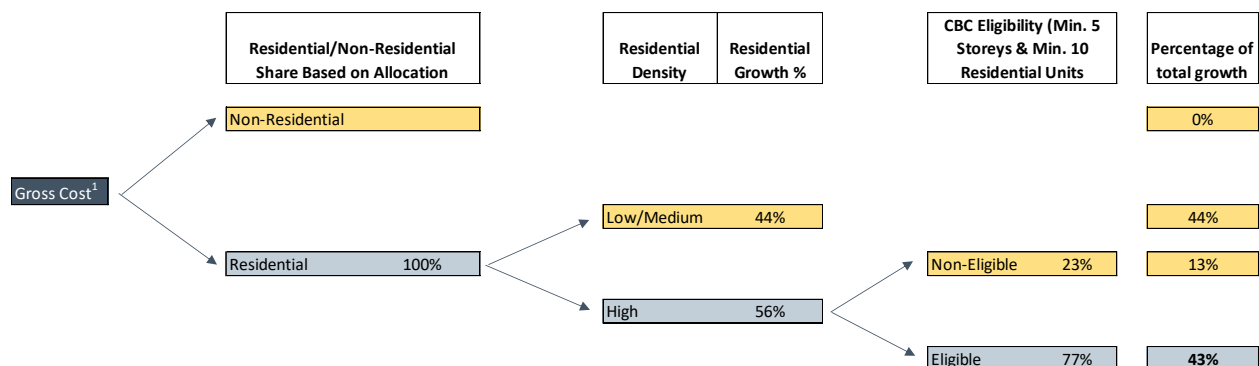 Residential/Non-Residential
Share Based on Allocation
Residential
Density
Residential
Growth %
CBC Eligibility (Min. 5
Storeys & Min. 10
Residential Units
Percentage of
total growth
Non-Residential
0%
Gross Cost¹
Low/Medium 44%
44%
Residential 100%
Non-Eligible 23%
13%
High 56%
Eligible 77%
43%